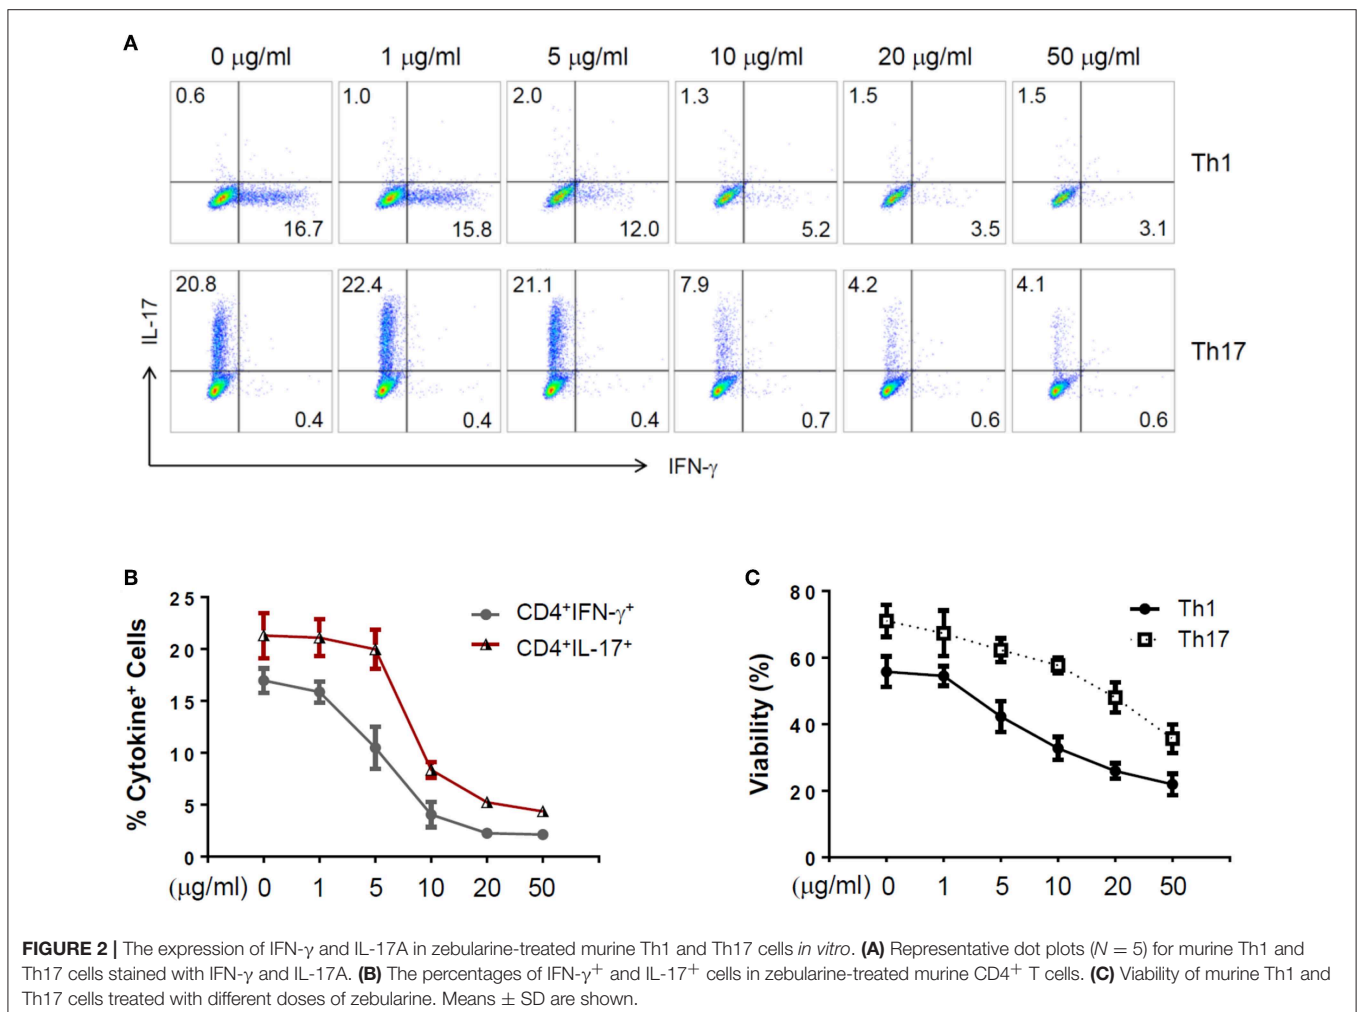 A
0 μg/ml 1 μg/ml 5 μg/ml 10 μg/ml 20 μg/ml 50 μg/ml
0.6 1.0 2.0 1.3 1.5 1.5
Th1
16.7 15.8 12.0 5.2 3.5 3.1
20.8 22.4 21.1 7.9 4.2 4.1
IL-17
Th17
0.4 0.4 0.4 0.7 0.6 0.6
IFN-γ
B
% Cytokine⁺ Cells
25
20
15
10
5
0
CD4⁺IFN-γ⁺
CD4⁺IL-17⁺
(μg/ml) 0 1 5 10 20 50
C
Viability (%)
80
60
40
20
0
Th1
Th17
(μg/ml) 0 1 5 10 20 50
FIGURE 2 | The expression of IFN-γ and IL-17A in zebularine-treated murine Th1 and Th17 cells in vitro. (A) Representative dot plots (N = 5) for murine Th1 and
Th17 cells stained with IFN-γ and IL-17A. (B) The percentages of IFN-γ⁺ and IL-17⁺ cells in zebularine-treated murine CD4⁺ T cells. (C) Viability of murine Th1 and
Th17 cells treated with different doses of zebularine. Means ± SD are shown.